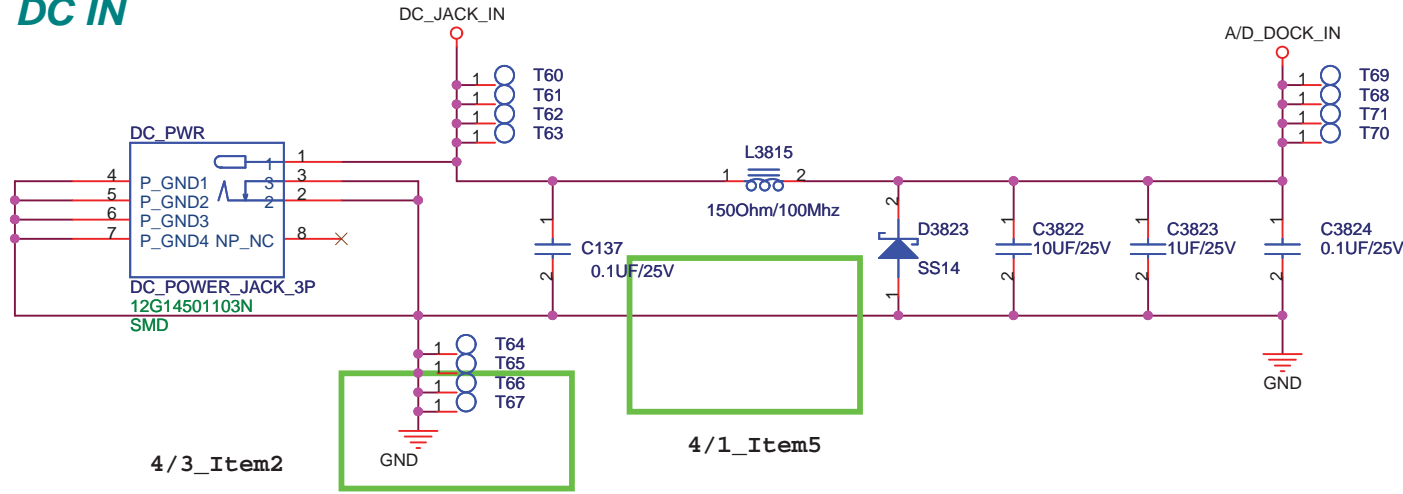 DC IN
DC_JACK_IN
A/D_DOCK_IN
1 T60
1 T61
1 T62
1 T63
1 T69
1 T68
1 T71
1 T70
DC_PWR
1 1
4 P_GND1 3 3
5 P_GND2 2 2
6 P_GND3
7 P_GND4 NP_NC 8
DC_POWER_JACK_3P
12G14501103N
SMD
L3815
1 2
150Ohm/100Mhz
1
C137
0.1UF/25V
2
2
D3823
SS14
1
1
C3822
10UF/25V
2
1
C3823
1UF/25V
2
1
C3824
0.1UF/25V
2
1 T64
1 T65
1 T66
1 T67
GND
GND
4/3_Item2
4/1_Item5